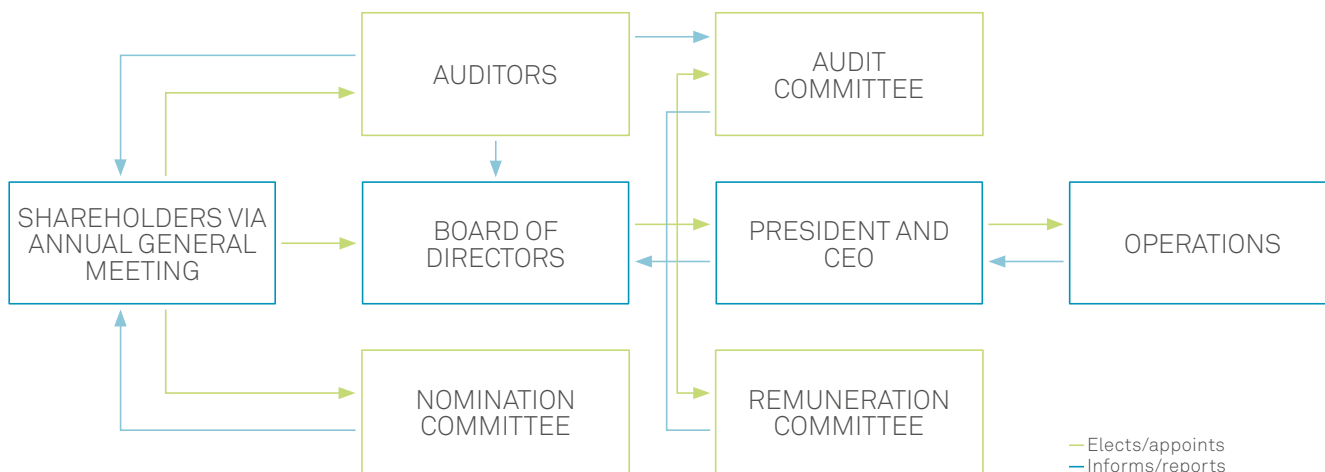 AUDITORS
AUDIT
COMMITTEE
SHAREHOLDERS VIA
ANNUAL GENERAL
MEETING
BOARD OF
DIRECTORS
PRESIDENT AND
CEO
OPERATIONS
NOMINATION
COMMITTEE
REMUNERATION
COMMITTEE
Elects/appoints
Informs/reports